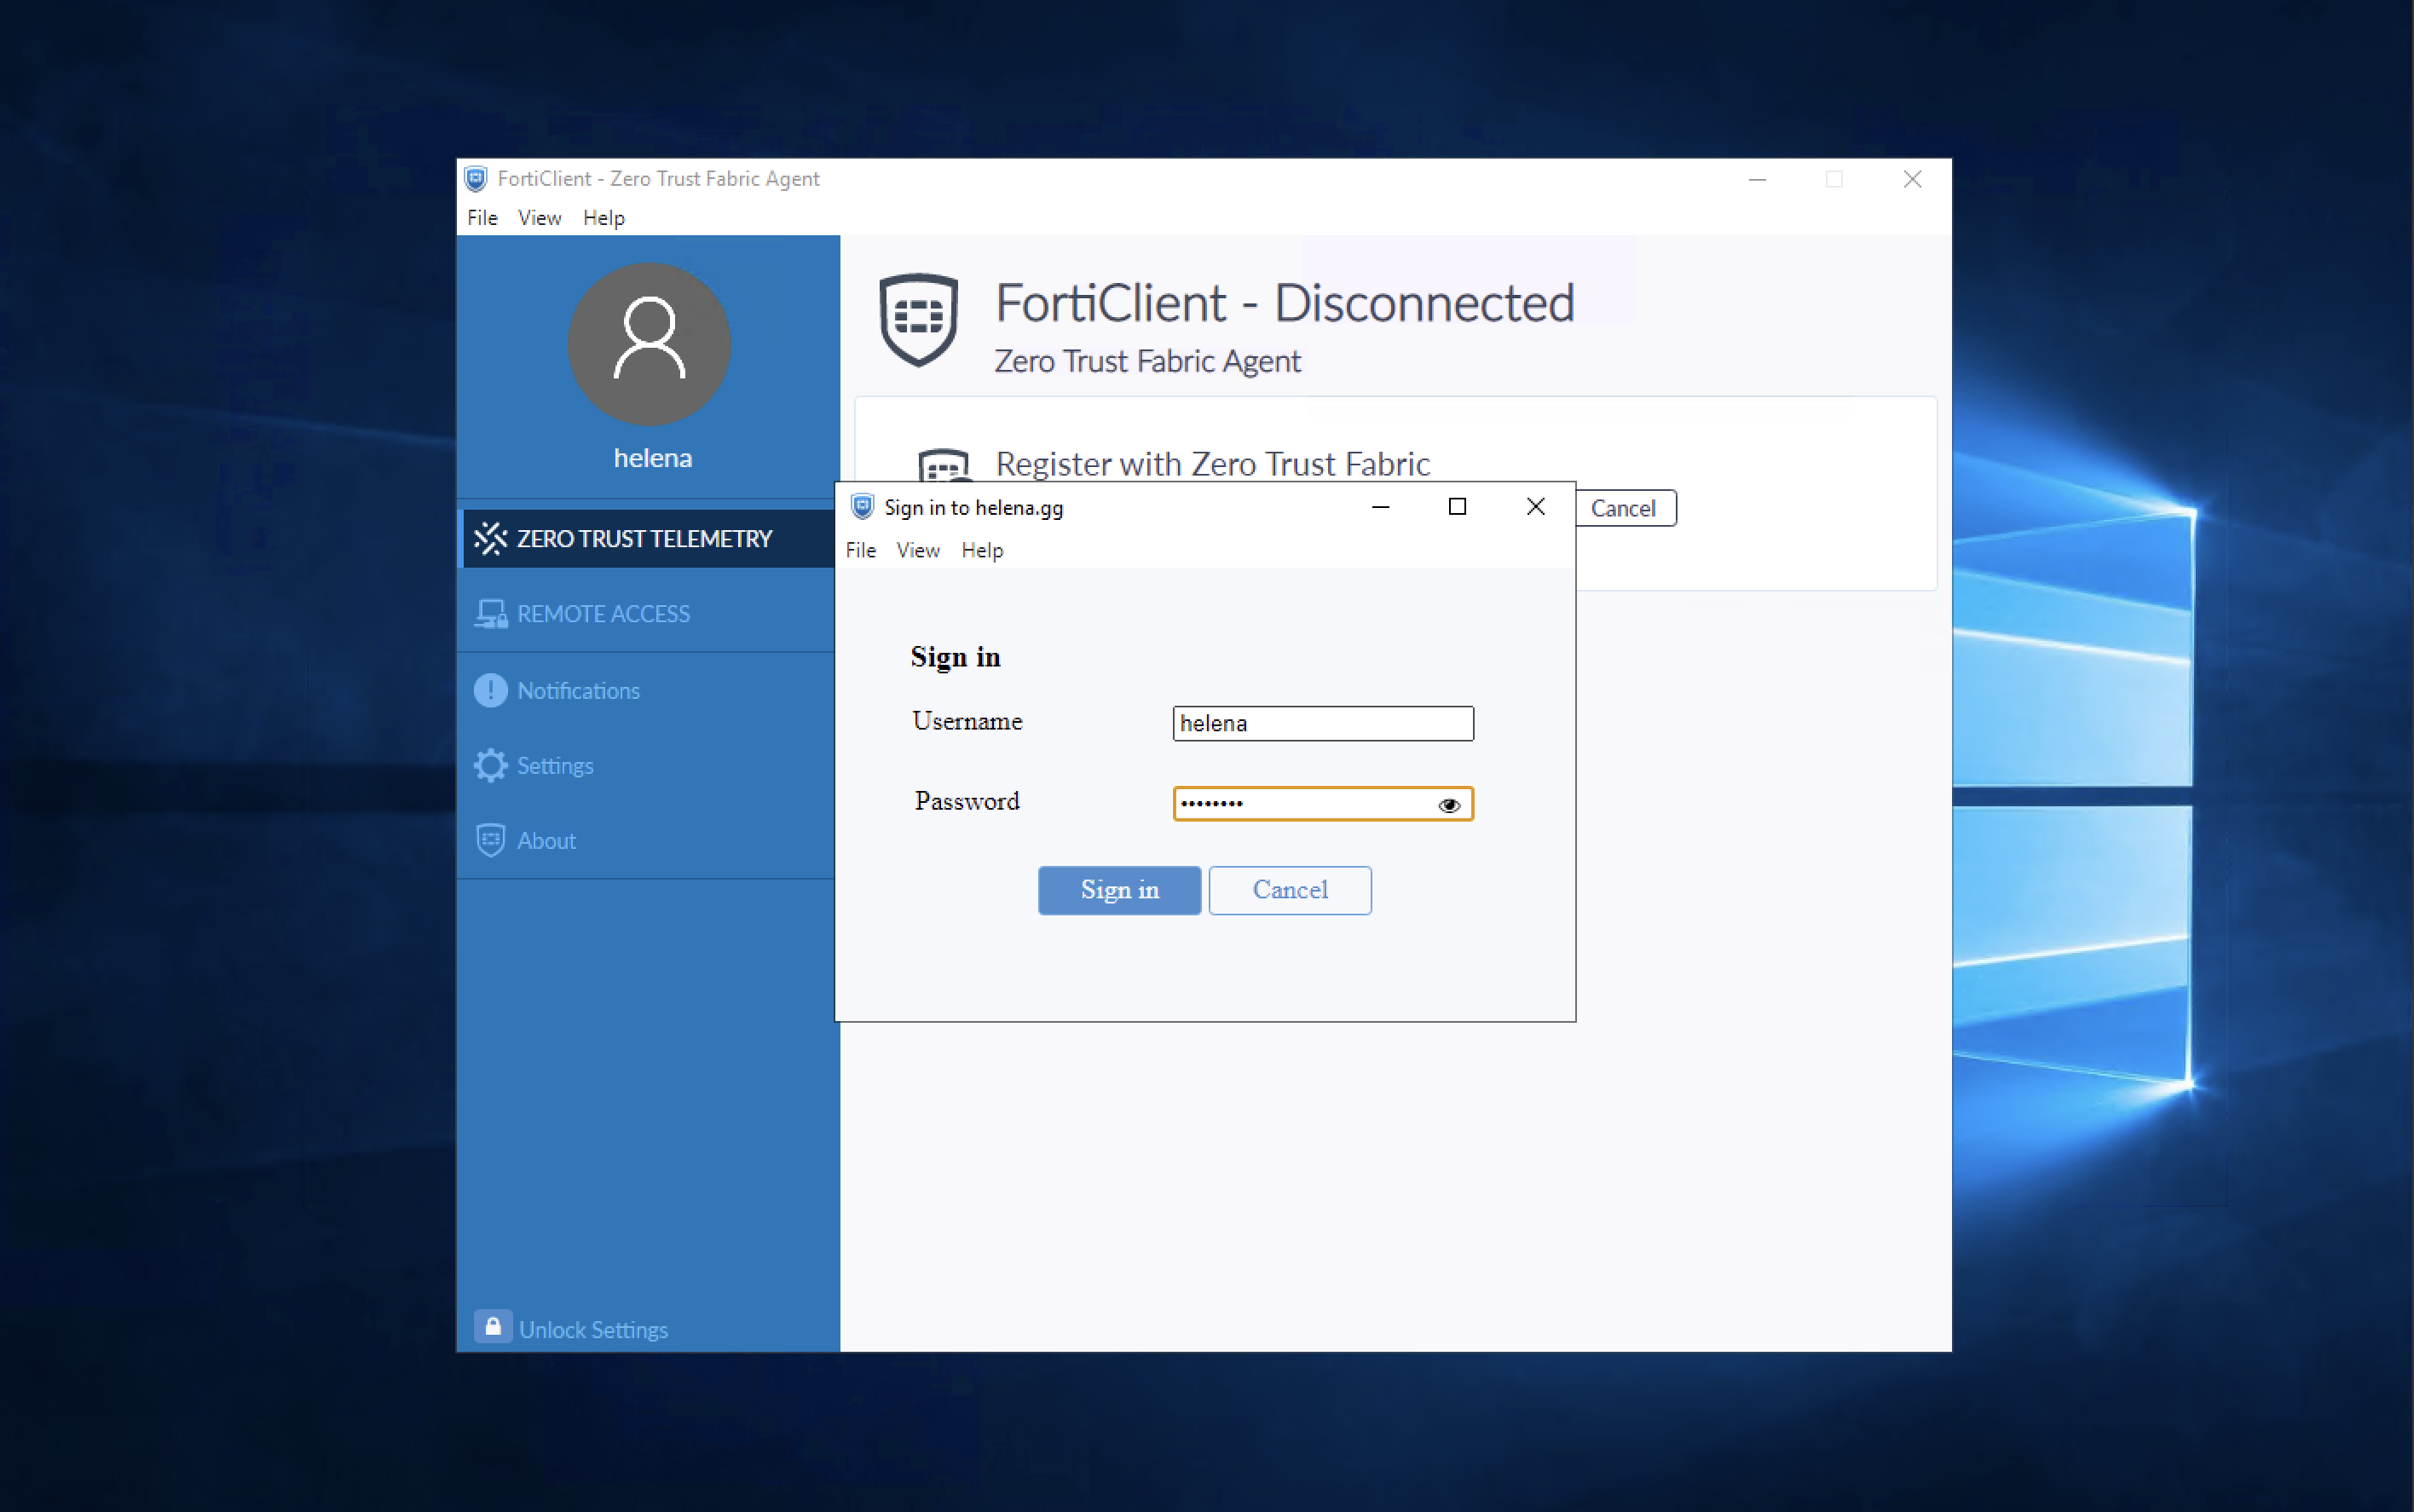 FortiClient - Zero Trust Fabric Agent
File View Help
helena
FortiClient - Disconnected
Zero Trust Fabric Agent
Register with Zero Trust Fabric
Cancel
ZERO TRUST TELEMETRY
REMOTE ACCESS
Notifications
Settings
About
Unlock Settings
Sign in to helena.gg
File View Help
Sign in
Username helena
Password ••••••••
Sign in Cancel